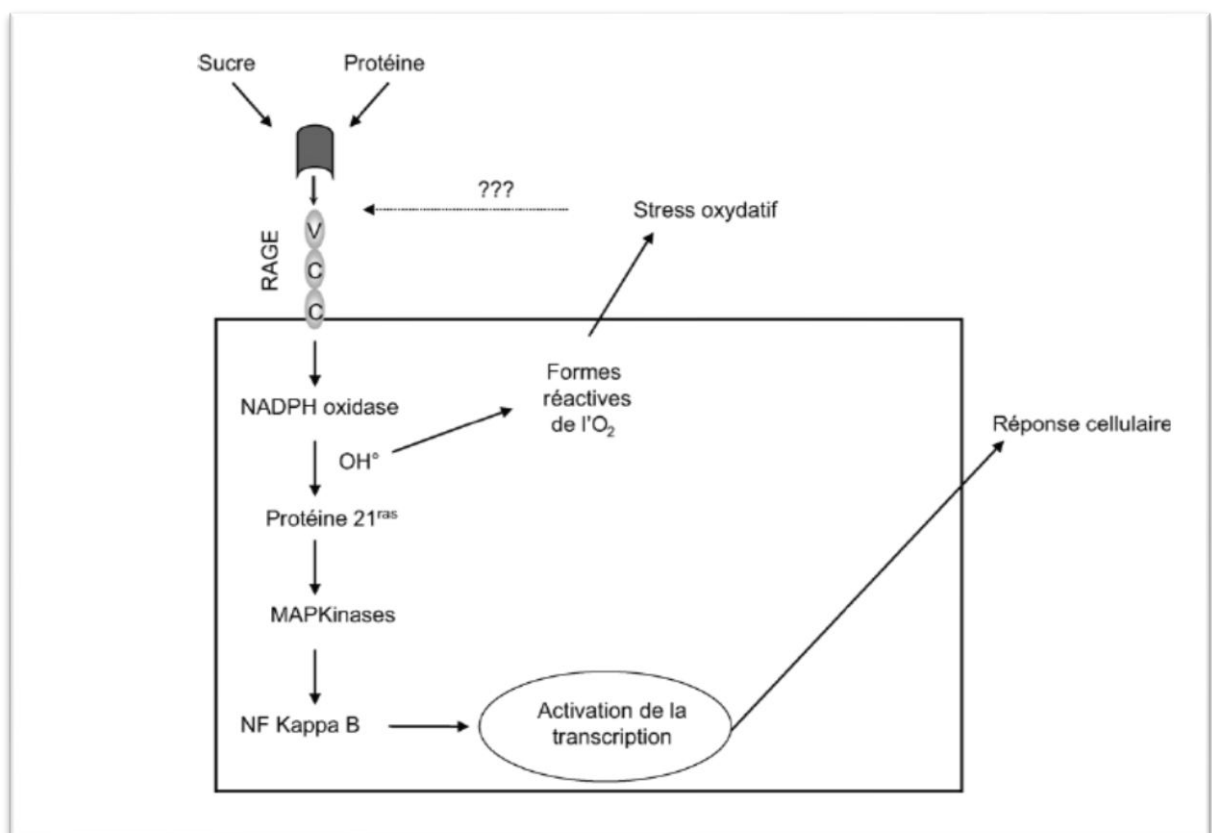 Sucre
Protéine
???
Stress oxydatif
RAGE
V
C
C
Formes
réactives
de l'O₂
NADPH oxidase
OH°
Réponse cellulaire
Protéine 21ʳᵃˢ
MAPKinases
NF Kappa B
Activation de la
transcription